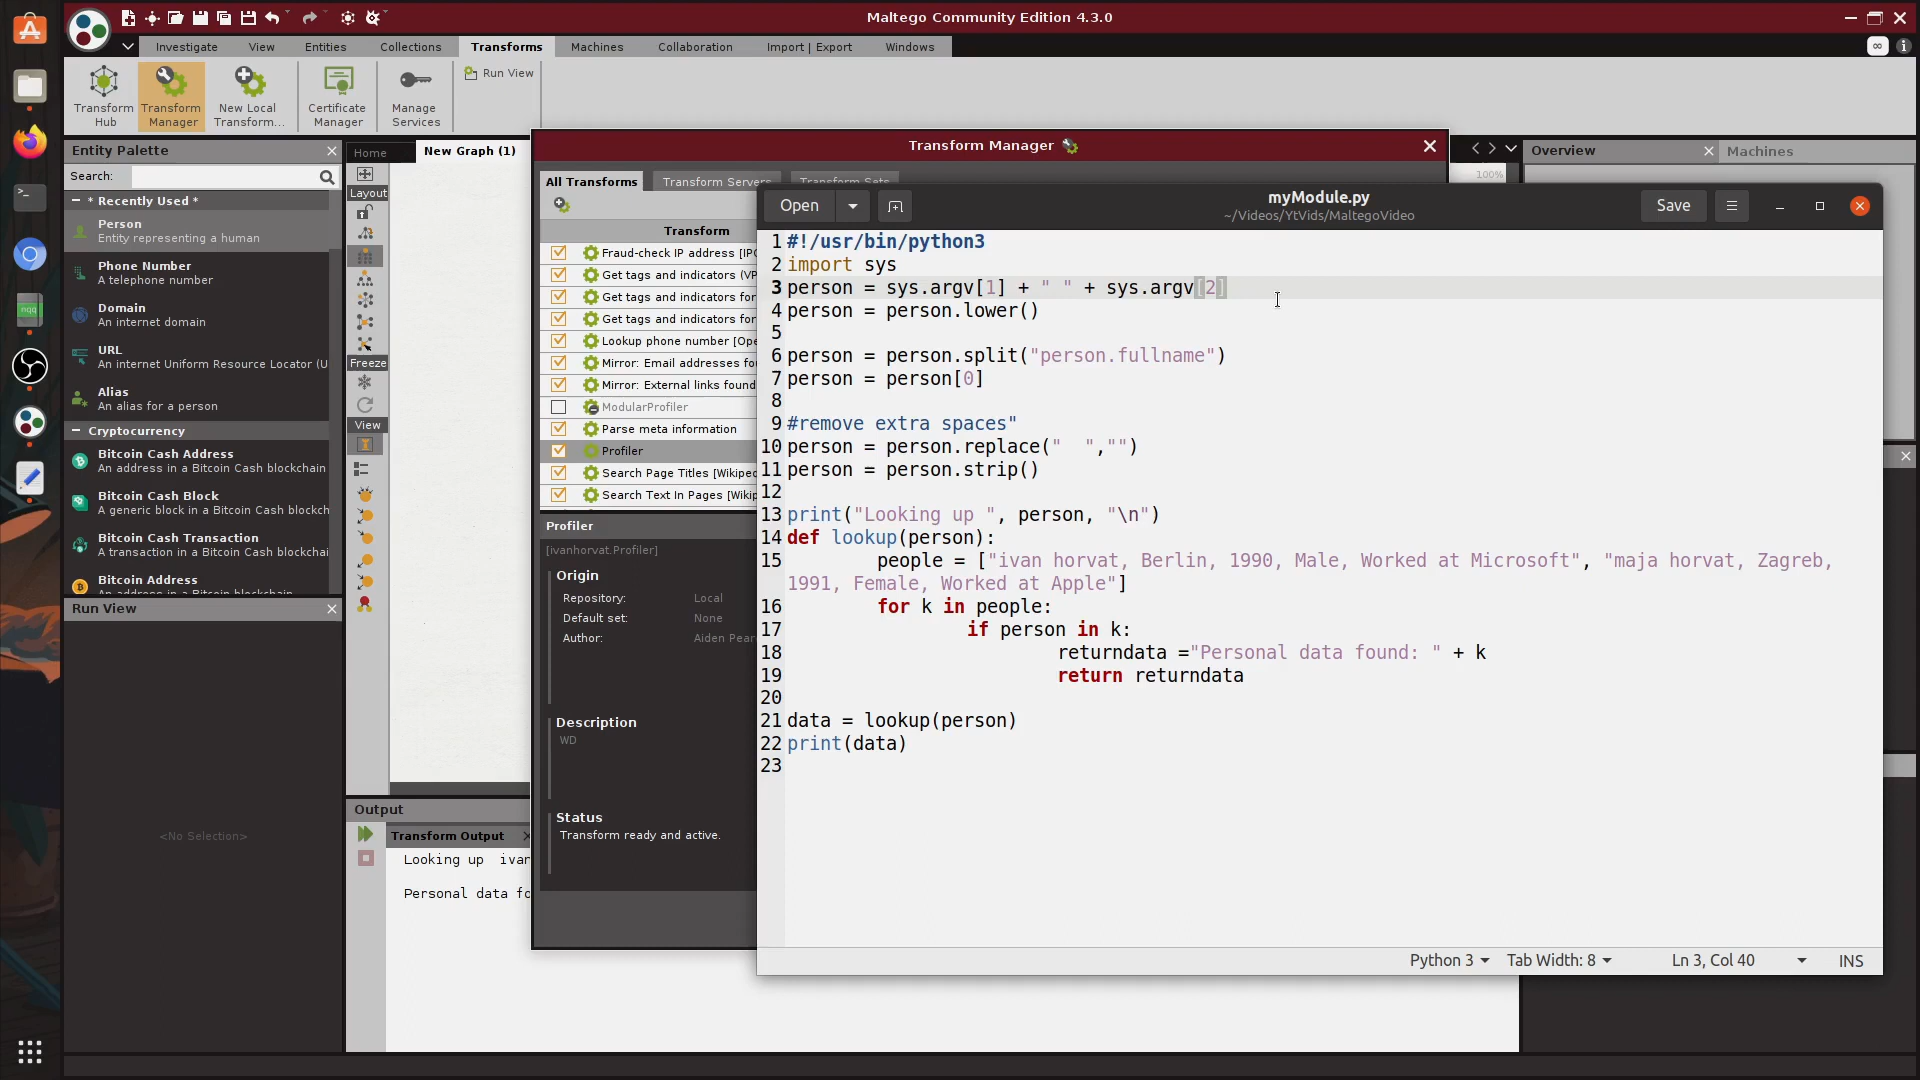 Maltego Community Edition 4.3.0
Investigate View Entities Collections Transforms Machines Collaboration Import | Export Windows
Transform Hub
Transform Manager
New Local Transform...
Certificate Manager
Manage Services
Run View
Entity Palette
Search:
* Recently Used *
Person
Entity representing a human
Phone Number
A telephone number
Domain
An internet domain
URL
An internet Uniform Resource Locator (U
Alias
An alias for a person
Cryptocurrency
Bitcoin Cash Address
An address in a Bitcoin Cash blockchain
Bitcoin Cash Block
A generic block in a Bitcoin Cash blockch
Bitcoin Cash Transaction
A transaction in a Bitcoin Cash blockchai
Bitcoin Address
An address in a Bitcoin blockchain
Run View
<No Selection>
Home New Graph (1)
Layout
Freeze
View
100%
Overview Machines
Output
Transform Output
Looking up ivan
Personal data fo
Transform Manager
All Transforms Transform Servers Transform Sets
Transform
Fraud-check IP address [IPQ
Get tags and indicators (VP
Get tags and indicators for
Get tags and indicators for
Lookup phone number [Ope
Mirror: Email addresses fo
Mirror: External links found
ModularProfiler
Parse meta information
Profiler
Search Page Titles [Wikiped
Search Text In Pages [Wikip
Profiler
[ivanhorvat.Profiler]
Origin
Repository: Local
Default set: None
Author: Aiden Pear
Description
WD
Status
Transform ready and active.
Open
myModule.py
~/Videos/YtVids/MaltegoVideo
Save
1 #!/usr/bin/python3
2 import sys
3 person = sys.argv[1] + " " + sys.argv[2]
4 person = person.lower()
5
6 person = person.split("person.fullname")
7 person = person[0]
8
9 #remove extra spaces"
10 person = person.replace("  ","")
11 person = person.strip()
12
13 print("Looking up ", person, "\n")
14 def lookup(person):
15 people = ["ivan horvat, Berlin, 1990, Male, Worked at Microsoft", "maja horvat, Zagreb,
1991, Female, Worked at Apple"]
16 for k in people:
17 if person in k:
18 returndata ="Personal data found: " + k
19 return returndata
20
21 data = lookup(person)
22 print(data)
23
Python 3 Tab Width: 8 Ln 3, Col 40 INS